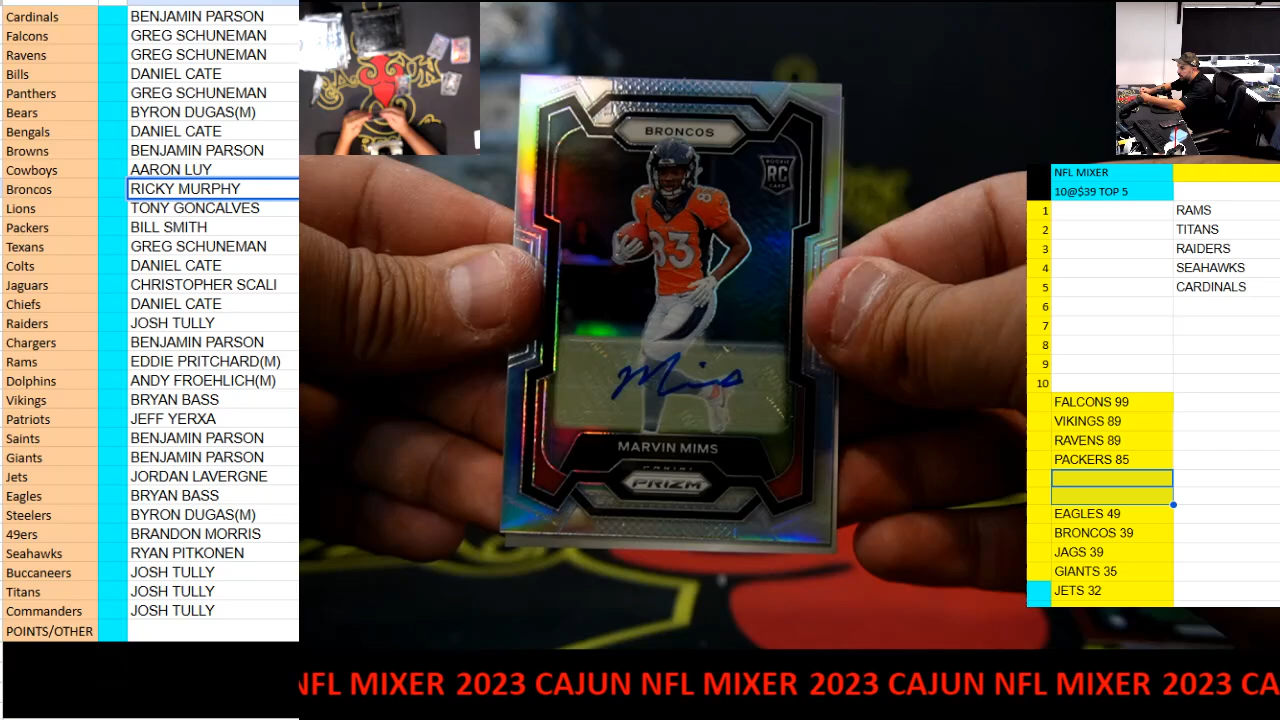 Cardinals BENJAMIN PARSON
Falcons GREG SCHUNEMAN
Ravens GREG SCHUNEMAN
Bills DANIEL CATE
Panthers GREG SCHUNEMAN
Bears BYRON DUGAS(M)
Bengals DANIEL CATE
Browns BENJAMIN PARSON
Cowboys AARON LUY
Broncos RICKY MURPHY
Lions TONY GONCALVES
Packers BILL SMITH
Texans GREG SCHUNEMAN
Colts DANIEL CATE
Jaguars CHRISTOPHER SCALI
Chiefs DANIEL CATE
Raiders JOSH TULLY
Chargers BENJAMIN PARSON
Rams EDDIE PRITCHARD(M)
Dolphins ANDY FROEHLICH(M)
Vikings BRYAN BASS
Patriots JEFF YERXA
Saints BENJAMIN PARSON
Giants BENJAMIN PARSON
Jets JORDAN LAVERGNE
Eagles BRYAN BASS
Steelers BYRON DUGAS(M)
49ers BRANDON MORRIS
Seahawks RYAN PITKONEN
Buccaneers JOSH TULLY
Titans JOSH TULLY
Commanders JOSH TULLY
POINTS/OTHER
BRONCOS
ROOKIE
RC
CARD
83
83
Mims
MARVIN MIMS
PANINI
PRIZM
NFL MIXER
10@$39 TOP 5
1 RAMS
2 TITANS
3 RAIDERS
4 SEAHAWKS
5 CARDINALS
6
7
8
9
10
FALCONS 99
VIKINGS 89
RAVENS 89
PACKERS 85
EAGLES 49
BRONCOS 39
JAGS 39
GIANTS 35
JETS 32
NFL MIXER 2023 CAJUN NFL MIXER 2023 CAJUN NFL MIXER 2023 CA